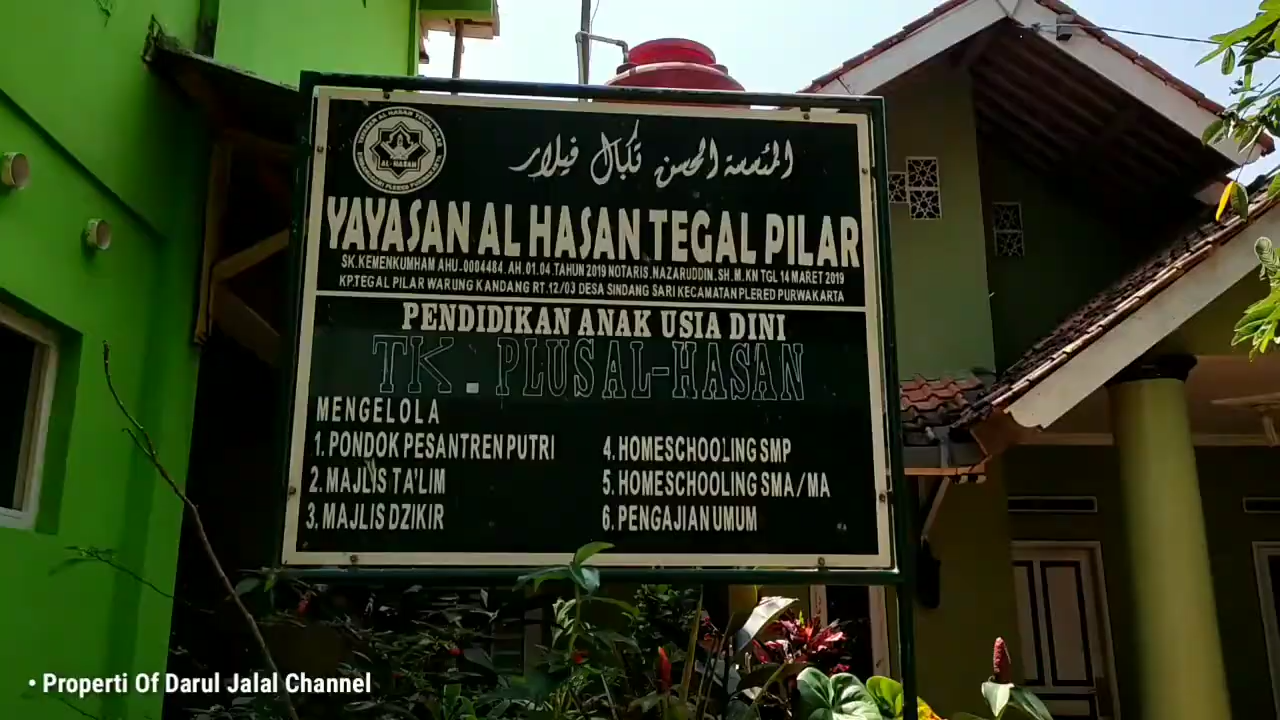 المئسسة الحسن تكبال فيلار
AL-HASAN
YAYASAN AL HASAN TEGAL PILAR
SK.KEMENKUMHAM AHU-0004484.AH.01.04.TAHUN 2019 NOTARIS.NAZARUDDIN.SH.M.KN TGL 14 MARET 2019
KP.TEGAL PILAR WARUNG KANDANG RT.12/03 DESA SINDANG SARI KECAMATAN PLERED PURWAKARTA
PENDIDIKAN ANAK USIA DINI
TK. PLUS AL-HASAN
MENGELOLA
1. PONDOK PESANTREN PUTRI
2. MAJLIS TA'LIM
3. MAJLIS DZIKIR
4. HOMESCHOOLING SMP
5. HOMESCHOOLING SMA/MA
6. PENGAJIAN UMUM
• Properti Of Darul Jalal Channel